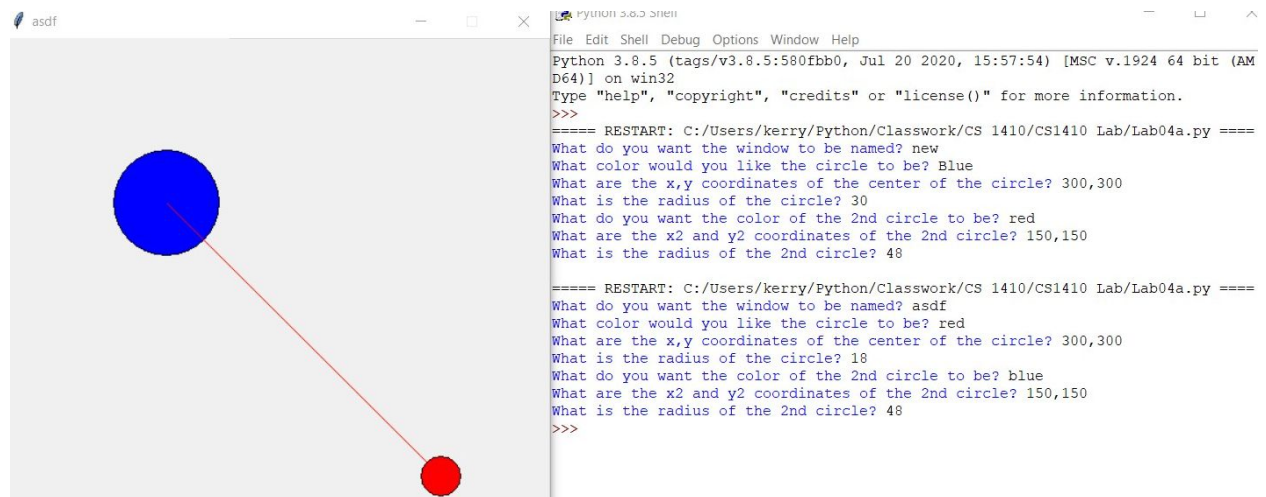 asdf
Python 3.8.5 Shell
File Edit Shell Debug Options Window Help
Python 3.8.5 (tags/v3.8.5:580fbb0, Jul 20 2020, 15:57:54) [MSC v.1924 64 bit (AM
D64)] on win32
Type "help", "copyright", "credits" or "license()" for more information.
>>>
===== RESTART: C:/Users/kerry/Python/Classwork/CS 1410/CS1410 Lab/Lab04a.py ====
What do you want the window to be named? new
What color would you like the circle to be? Blue
What are the x,y coordinates of the center of the circle? 300,300
What is the radius of the circle? 30
What do you want the color of the 2nd circle to be? red
What are the x2 and y2 coordinates of the 2nd circle? 150,150
What is the radius of the 2nd circle? 48
===== RESTART: C:/Users/kerry/Python/Classwork/CS 1410/CS1410 Lab/Lab04a.py ====
What do you want the window to be named? asdf
What color would you like the circle to be? red
What are the x,y coordinates of the center of the circle? 300,300
What is the radius of the circle? 18
What do you want the color of the 2nd circle to be? blue
What are the x2 and y2 coordinates of the 2nd circle? 150,150
What is the radius of the 2nd circle? 48
>>>